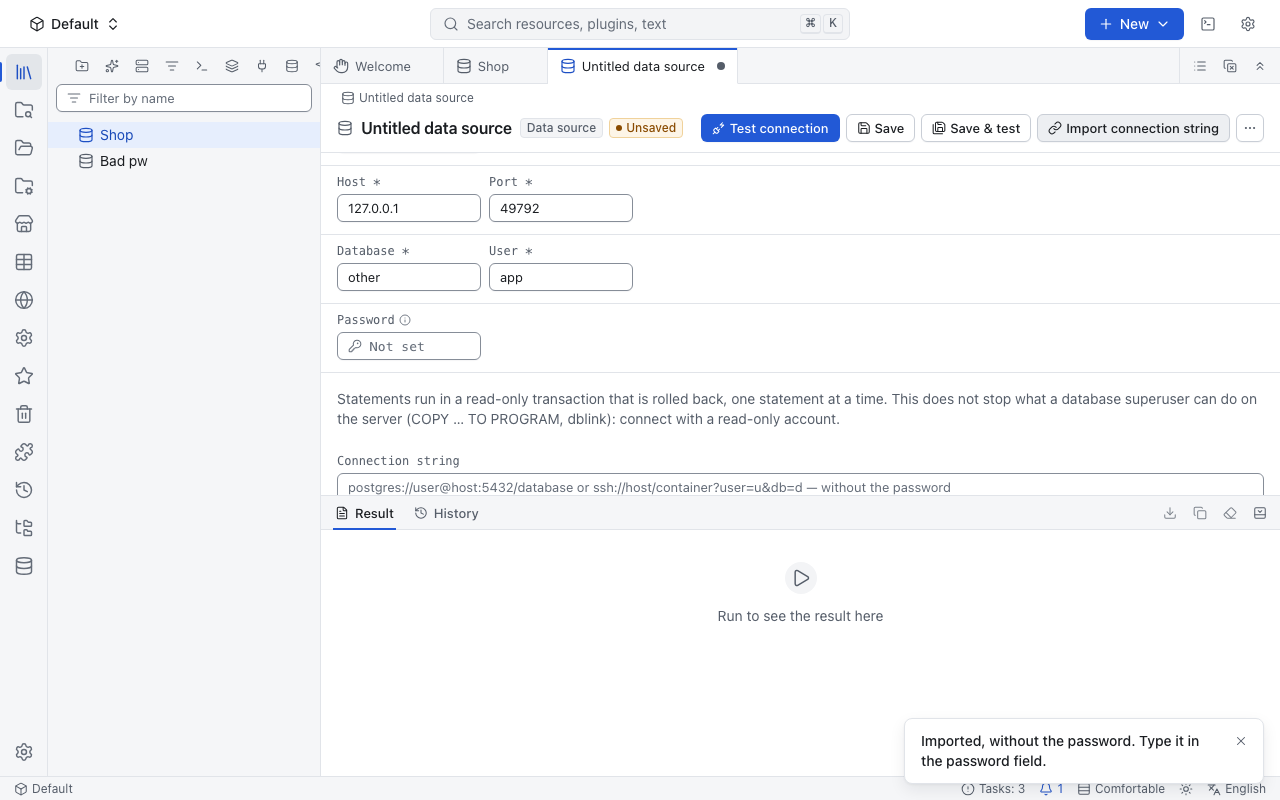 Default
Search resources, plugins, text
⌘ K
New
Welcome
Shop
Untitled data source
Filter by name
Shop
Bad pw
Untitled data source
Untitled data source
Data source
Unsaved
Test connection
Save
Save & test
Import connection string
Host *
Port *
127.0.0.1
49792
Database *
User *
other
app
Password
Not set
Statements run in a read-only transaction that is rolled back, one statement at a time. This does not stop what a database superuser can do on
the server (COPY ... TO PROGRAM, dblink): connect with a read-only account.
Connection string
postgres://user@host:5432/database or ssh://host/container?user=u&db=d — without the password
Result
History
Run to see the result here
Imported, without the password. Type it in
the password field.
Default
Tasks: 3
1
Comfortable
English